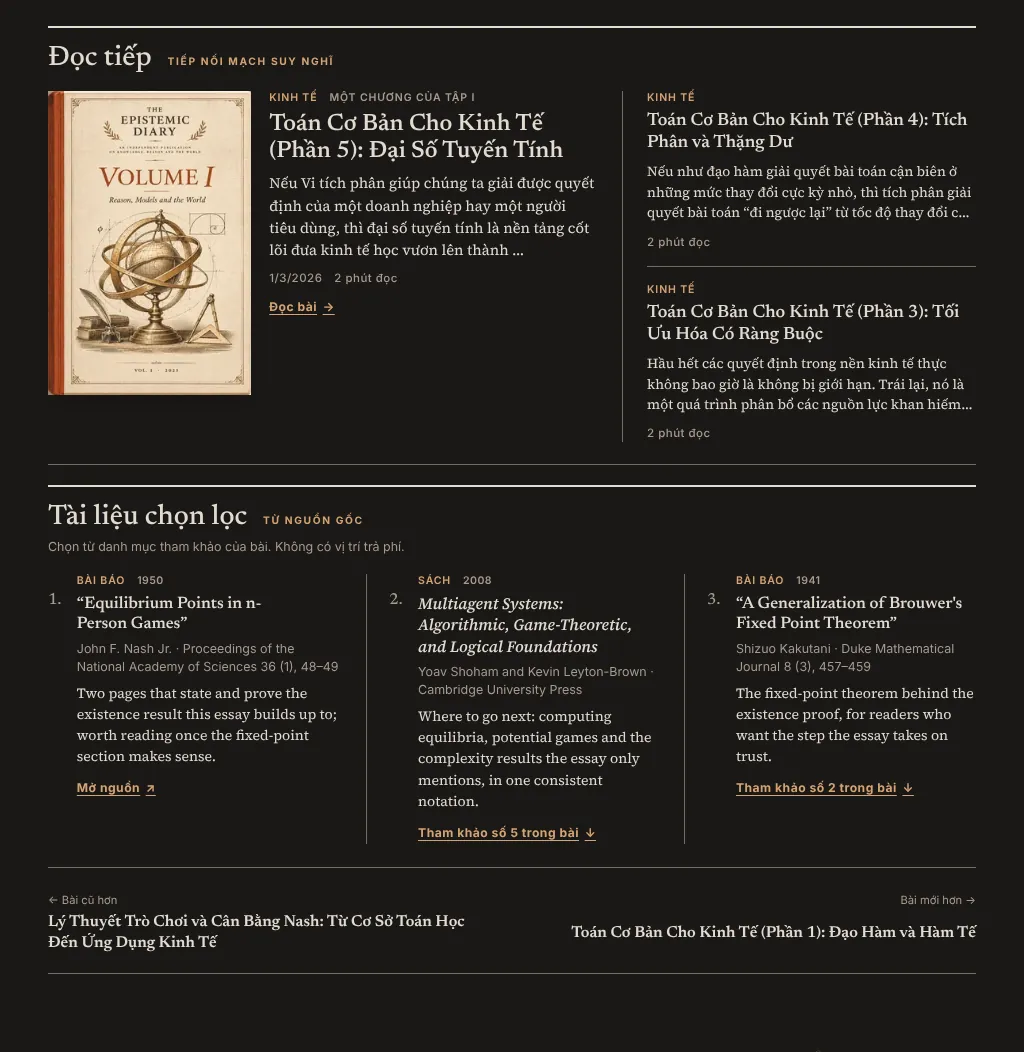 Đọc tiếp TIẾP NỐI MẠCH SUY NGHĨ
THE
EPISTEMIC
DIARY
AN INDEPENDENT PUBLICATION
ON KNOWLEDGE, REASON AND THE WORLD
VOLUME I
Reason, Models and the World
VOL. I · 2025
KINH TẾ MỘT CHƯƠNG CỦA TẬP I
Toán Cơ Bản Cho Kinh Tế
(Phần 5): Đại Số Tuyến Tính
Nếu Vi tích phân giúp chúng ta giải được quyết
định của một doanh nghiệp hay một người
tiêu dùng, thì đại số tuyến tính là nền tảng cốt
lõi đưa kinh tế học vươn lên thành ...
1/3/2026 2 phút đọc
Đọc bài →
KINH TẾ
Toán Cơ Bản Cho Kinh Tế (Phần 4): Tích
Phân và Thặng Dư
Nếu như đạo hàm giải quyết bài toán cận biên ở
những mức thay đổi cực kỳ nhỏ, thì tích phân giải
quyết bài toán “đi ngược lại” từ tốc độ thay đổi c...
2 phút đọc
KINH TẾ
Toán Cơ Bản Cho Kinh Tế (Phần 3): Tối
Ưu Hóa Có Ràng Buộc
Hầu hết các quyết định trong nền kinh tế thực
không bao giờ là không bị giới hạn. Trái lại, nó là
một quá trình phân bổ các nguồn lực khan hiếm...
2 phút đọc
Tài liệu chọn lọc TỪ NGUỒN GỐC
Chọn từ danh mục tham khảo của bài. Không có vị trí trả phí.
BÀI BÁO 1950
1. “Equilibrium Points in n-
Person Games”
John F. Nash Jr. · Proceedings of the
National Academy of Sciences 36 (1), 48–49
Two pages that state and prove the
existence result this essay builds up to;
worth reading once the fixed-point
section makes sense.
Mở nguồn ↗
SÁCH 2008
2. Multiagent Systems:
Algorithmic, Game-Theoretic,
and Logical Foundations
Yoav Shoham and Kevin Leyton-Brown ·
Cambridge University Press
Where to go next: computing
equilibria, potential games and the
complexity results the essay only
mentions, in one consistent
notation.
Tham khảo số 5 trong bài ↓
BÀI BÁO 1941
3. “A Generalization of Brouwer's
Fixed Point Theorem”
Shizuo Kakutani · Duke Mathematical
Journal 8 (3), 457–459
The fixed-point theorem behind the
existence proof, for readers who
want the step the essay takes on
trust.
Tham khảo số 2 trong bài ↓
← Bài cũ hơn
Lý Thuyết Trò Chơi và Cân Bằng Nash: Từ Cơ Sở Toán Học
Đến Ứng Dụng Kinh Tế
Bài mới hơn →
Toán Cơ Bản Cho Kinh Tế (Phần 1): Đạo Hàm và Hàm Tế